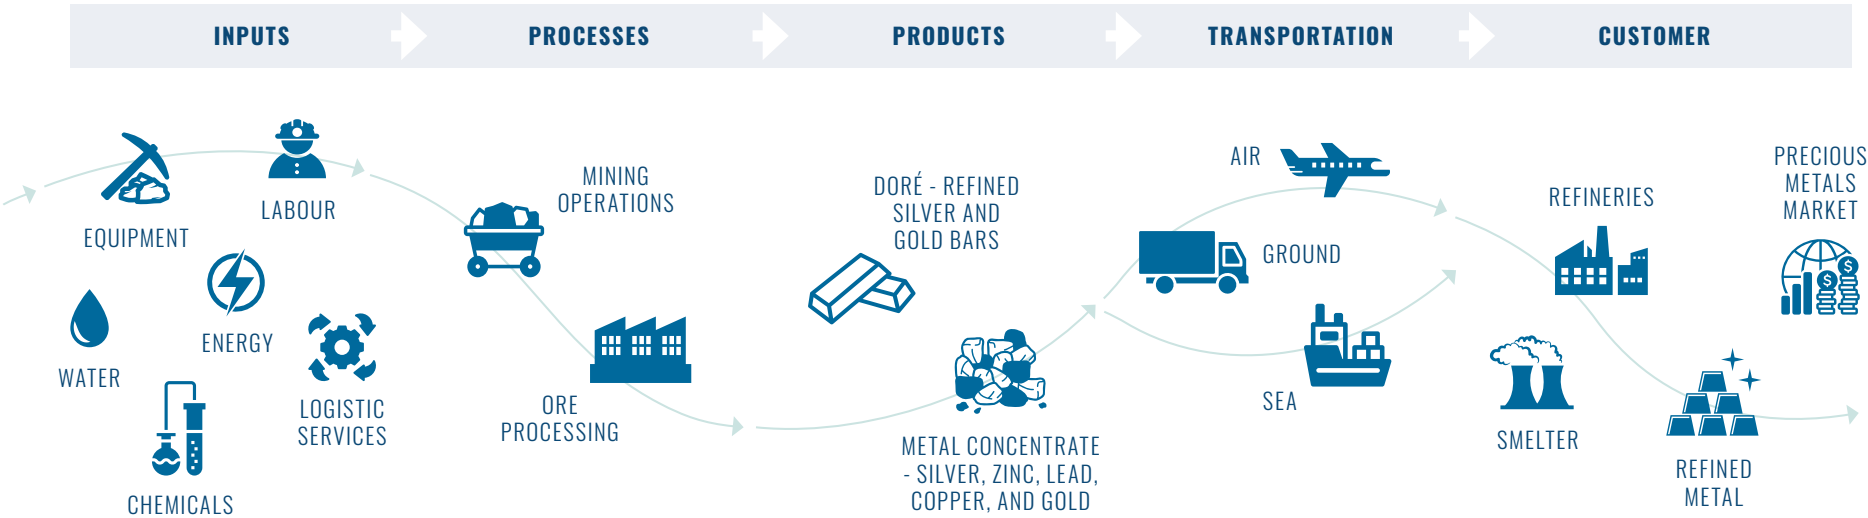 INPUTS
PROCESSES
PRODUCTS
TRANSPORTATION
CUSTOMER
EQUIPMENT
LABOUR
WATER
ENERGY
CHEMICALS
LOGISTIC
SERVICES
MINING
OPERATIONS
ORE
PROCESSING
DORÉ - REFINED
SILVER AND
GOLD BARS
METAL CONCENTRATE
- SILVER, ZINC, LEAD,
COPPER, AND GOLD
AIR
GROUND
SEA
REFINERIES
SMELTER
PRECIOUS
METALS
MARKET
REFINED
METAL